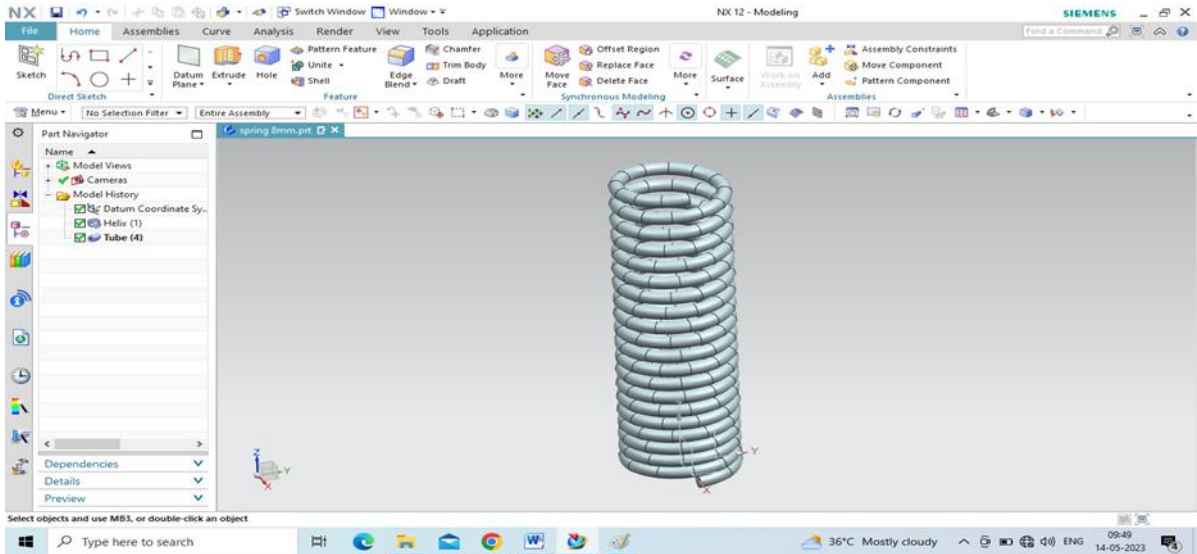 NX Switch Window Window NX 12 - Modeling SIEMENS
File Home Assemblies Curve Analysis Render View Tools Application Find a Command
Sketch
Direct Sketch
Datum Plane
Extrude
Hole
Pattern Feature
Unite
Shell
Edge Blend
Chamfer
Trim Body
Draft
More
Feature
Move Face
Offset Region
Replace Face
Delete Face
More
Synchronous Modeling
Surface
Work on Assembly
Add
Assembly Constraints
Move Component
Pattern Component
Assemblies
Menu No Selection Filter Entire Assembly
Part Navigator
spring 8mm.prt
Name
Model Views
Cameras
Model History
Datum Coordinate Sy...
Helix (1)
Tube (4)
Dependencies
Details
Preview
Z
Y
X
Y
X
Select objects and use MB3, or double-click an object
Type here to search
36°C Mostly cloudy
ENG
09:49
14-05-2023